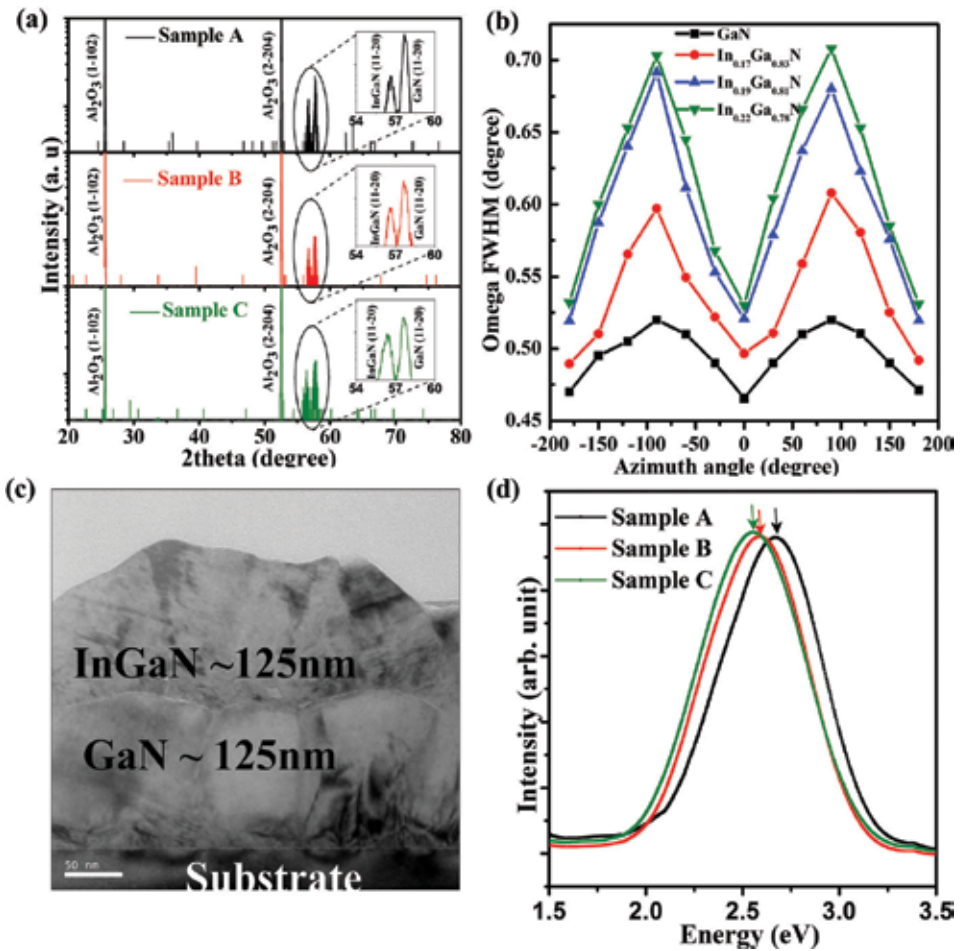 (a)
Intensity (a. u)
Al2O3 (1-102)
Al2O3 (2-204)
Sample A
InGaN (11-20)
GaN (11-20)
54 57 60
Al2O3 (1-102)
Al2O3 (2-204)
Sample B
InGaN (11-20)
GaN (11-20)
54 57 60
Al2O3 (1-102)
Al2O3 (2-204)
Sample C
InGaN (11-20)
GaN (11-20)
54 57 60
20 30 40 50 60 70 80
2theta (degree)
(b)
GaN
In0.17Ga0.83N
In0.19Ga0.81N
In0.22Ga0.78N
Omega FWHM (degree)
0.70
0.65
0.60
0.55
0.50
0.45
-200 -150 -100 -50 0 50 100 150 200
Azimuth angle (degree)
(c)
InGaN ~125nm
GaN ~ 125nm
50 nm
Substrate
(d)
Sample A
Sample B
Sample C
Intensity (arb. unit)
1.5 2.0 2.5 3.0 3.5
Energy (eV)